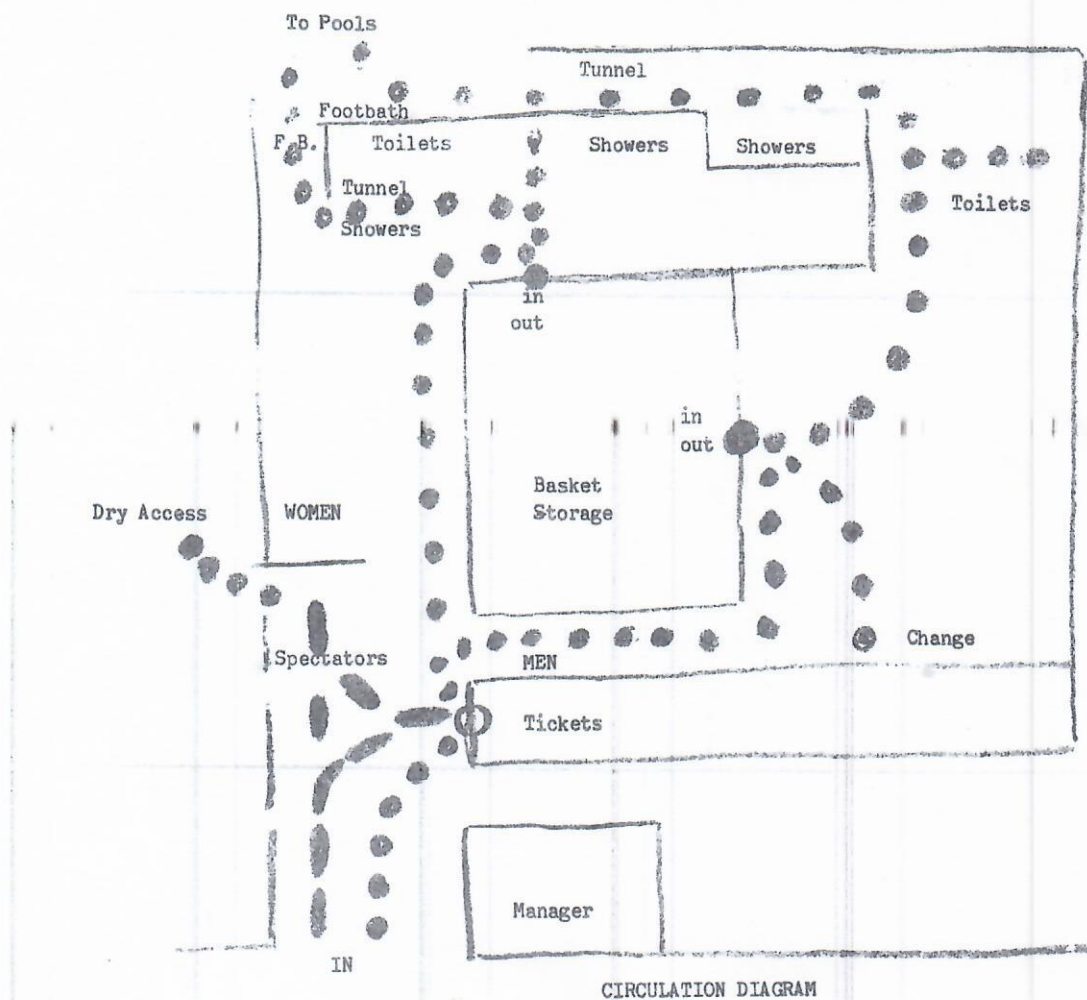 To Pools
Tunnel
Footbath
F.B.
Toilets
Showers
Showers
Tunnel
Showers
Toilets
in
out
in
out
Basket
Storage
Dry Access
WOMEN
Spectators
MEN
Change
Tickets
Manager
IN
CIRCULATION DIAGRAM